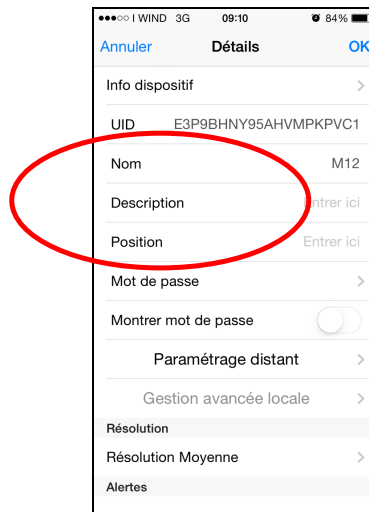 I WIND 3G 09:10 84%
Annuler Détails OK
Info dispositif
UID E3P9BHNY95AHVMPKPVC1
Nom M12
Description Entrer ici
Position Entrer ici
Mot de passe
Montrer mot de passe
Paramétrage distant
Gestion avancée locale
Résolution
Résolution Moyenne
Alertes